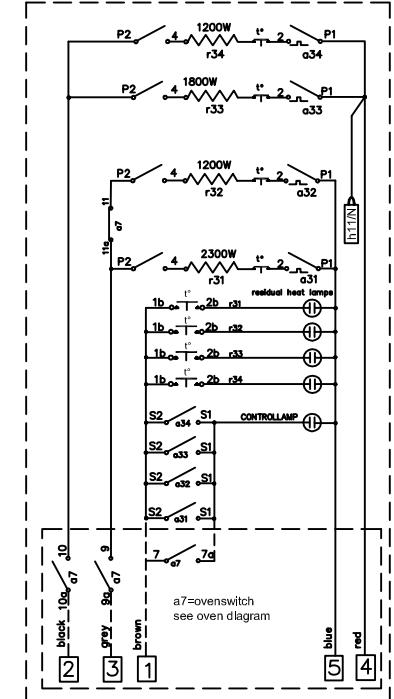 1200W
P2 4 t° 2 P1
r34 a34
1800W
P2 4 t° 2 P1
r33 a33
1200W
P2 4 t° 2 P1
r32 a32
11
a7
11a
h11/N
2300W
P2 4 t° 2 P1
r31 a31
residual heat lamps
t°
1b 2b r31
t°
1b 2b r32
t°
1b 2b r33
t°
1b 2b r34
S2 S1 CONTROLLAMP
a34
S2 S1
a33
S2 S1
a32
S2 S1
a31
10 9 7 7a
a7 a7 a7
10a 9a
a7=ovenswitch
see oven diagram
black grey brown blue red
2 3 1 5 4